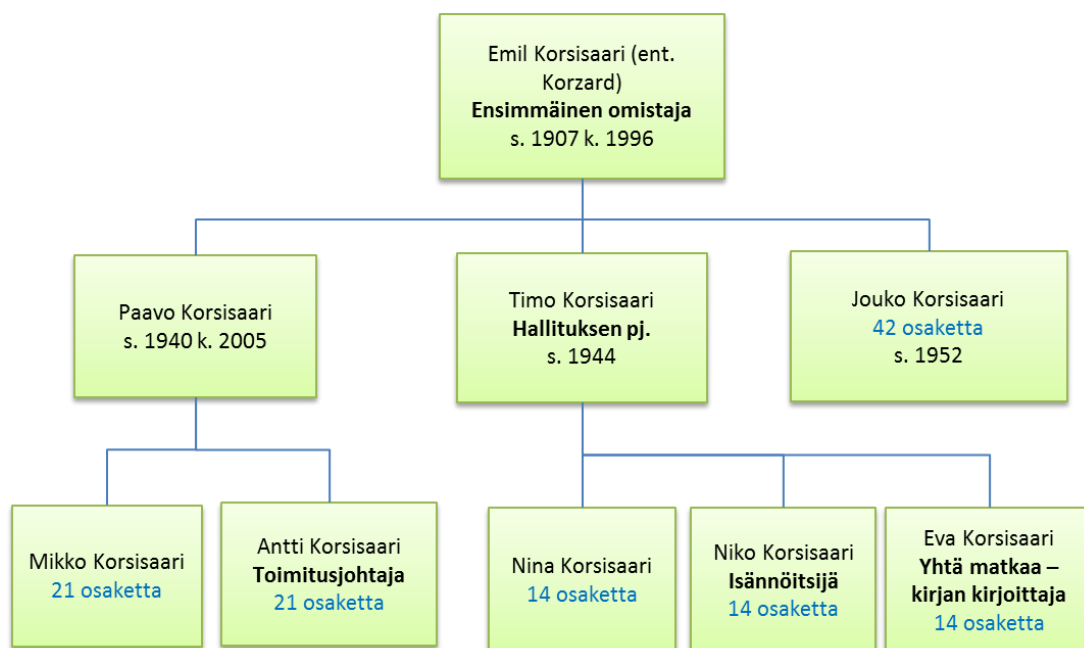 Emil Korsisaari (ent.
Korzard)
Ensimmäinen omistaja
s. 1907 k. 1996
Paavo Korsisaari
s. 1940 k. 2005
Timo Korsisaari
Hallituksen pj.
s. 1944
Jouko Korsisaari
42 osaketta
s. 1952
Mikko Korsisaari
21 osaketta
Antti Korsisaari
Toimitusjohtaja
21 osaketta
Nina Korsisaari
14 osaketta
Niko Korsisaari
Isännöitsijä
14 osaketta
Eva Korsisaari
Yhtä matkaa –
kirjan kirjoittaja
14 osaketta